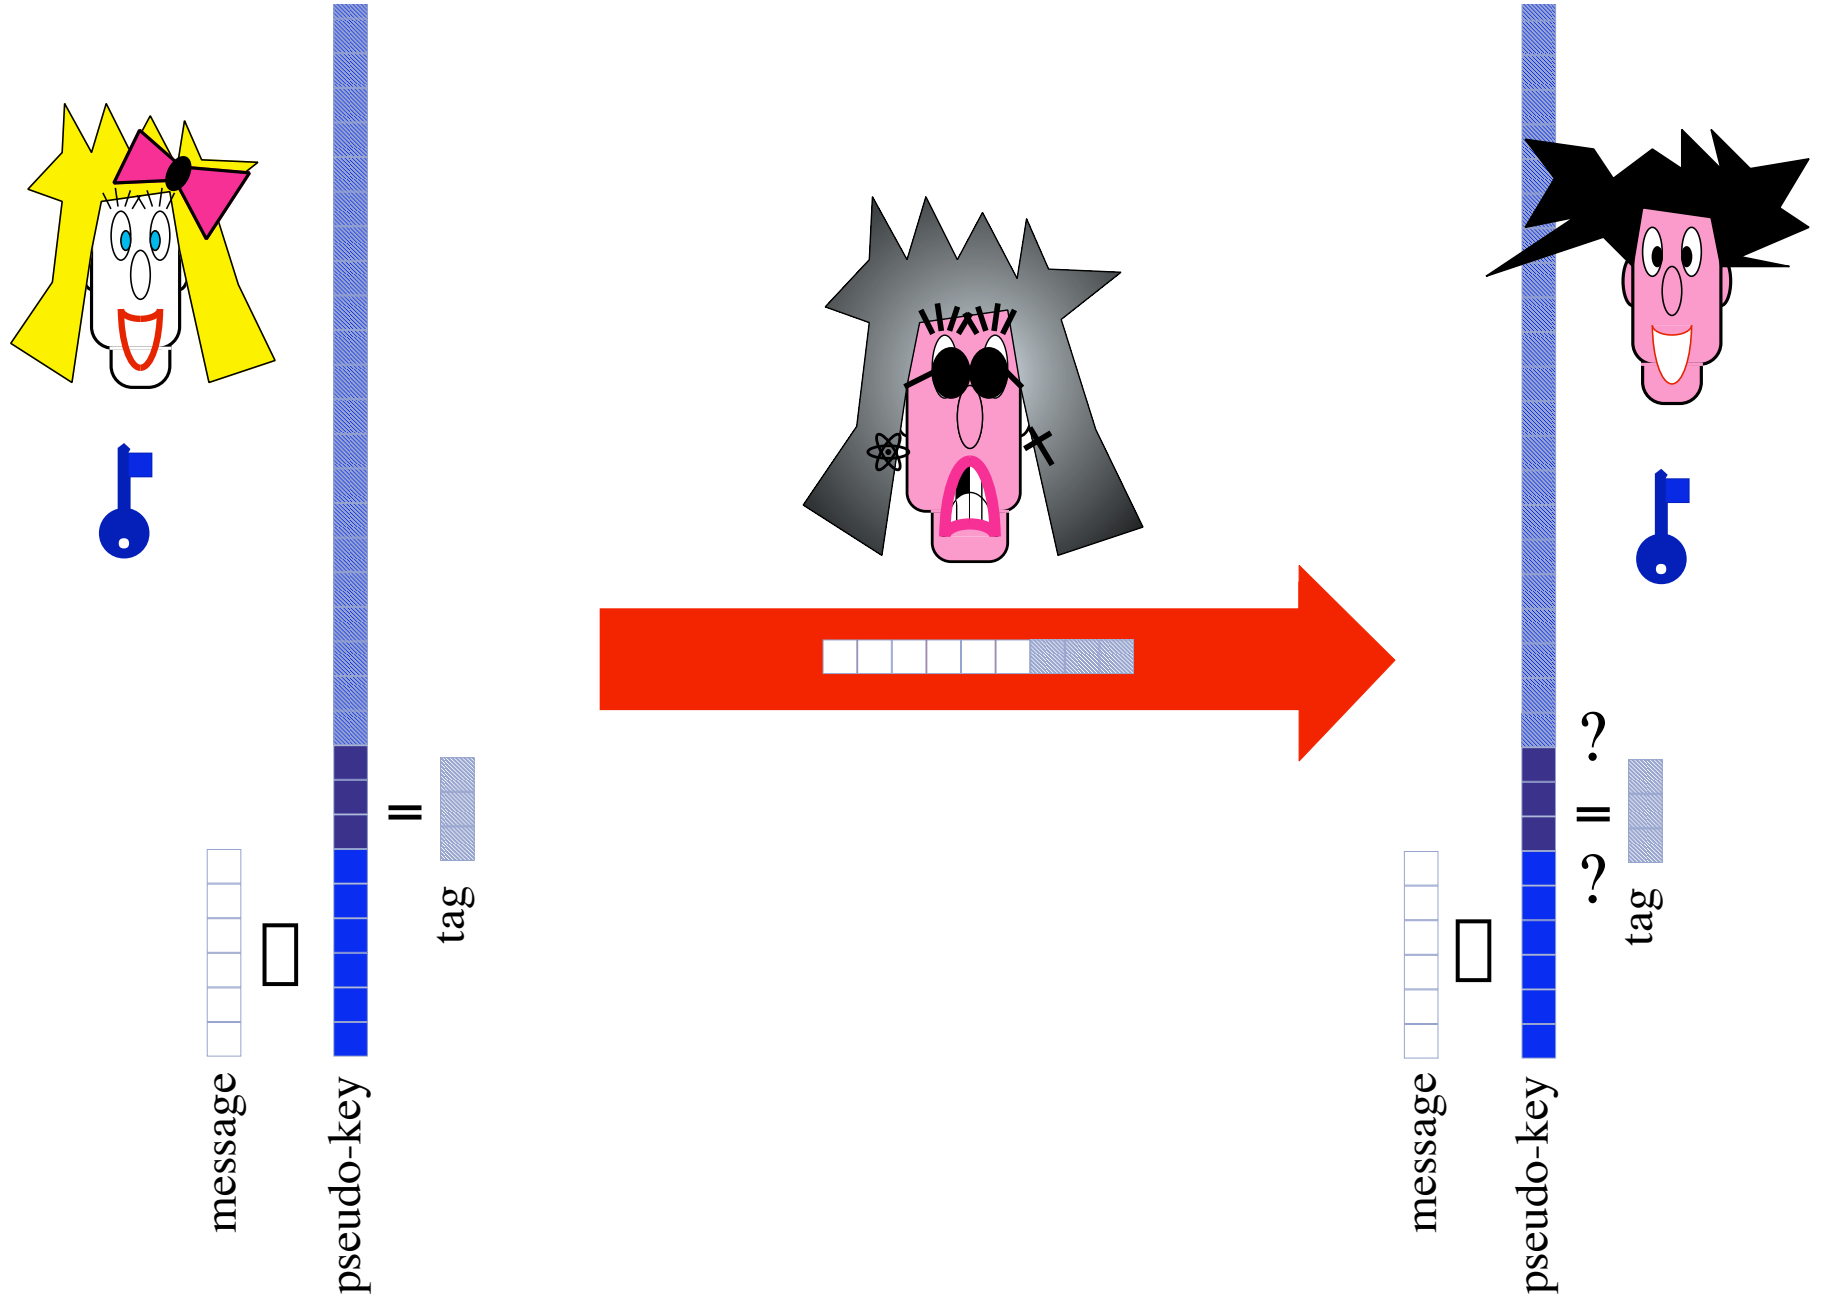 message
pseudo-key
=
tag
message
pseudo-key
?
=
?
tag